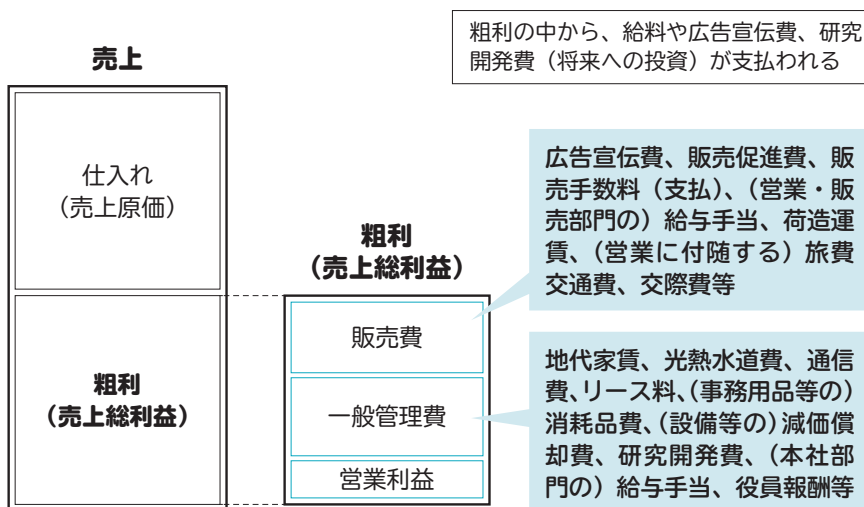 粗利の中から、給料や広告宣伝費、研究
開発費（将来への投資）が支払われる
売上
仕入れ
（売上原価）
粗利
（売上総利益）
粗利
（売上総利益）
販売費
一般管理費
営業利益
広告宣伝費、販売促進費、販
売手数料（支払）、（営業・販
売部門の）給与手当、荷造運
賃、（営業に付随する）旅費
交通費、交際費等
地代家賃、光熱水道費、通信
費、リース料、（事務用品等の）
消耗品費、（設備等の）減価償
却費、研究開発費、（本社部
門の）給与手当、役員報酬等